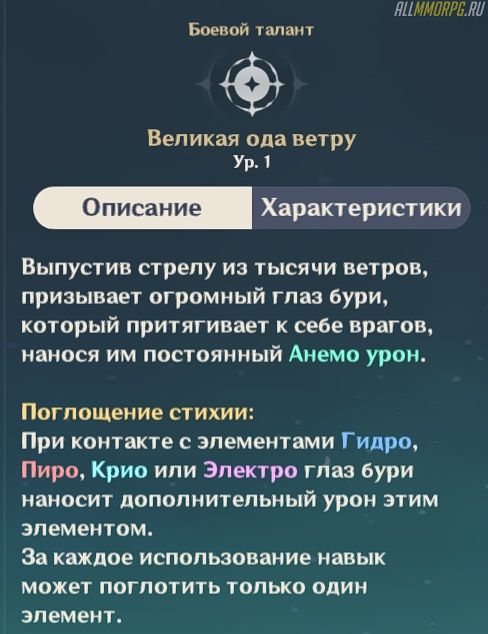 ALLMMORPG.RU
Боевой талант
Великая ода ветру
Ур. 1
Описание
Характеристики
Выпустив стрелу из тысячи ветров,
призывает огромный глаз бури,
который притягивает к себе врагов,
нанося им постоянный Анемо урон.
Поглощение стихии:
При контакте с элементами Гидро,
Пиро, Крио или Электро глаз бури
наносит дополнительный урон этим
элементом.
За каждое использование навык
может поглотить только один
элемент.